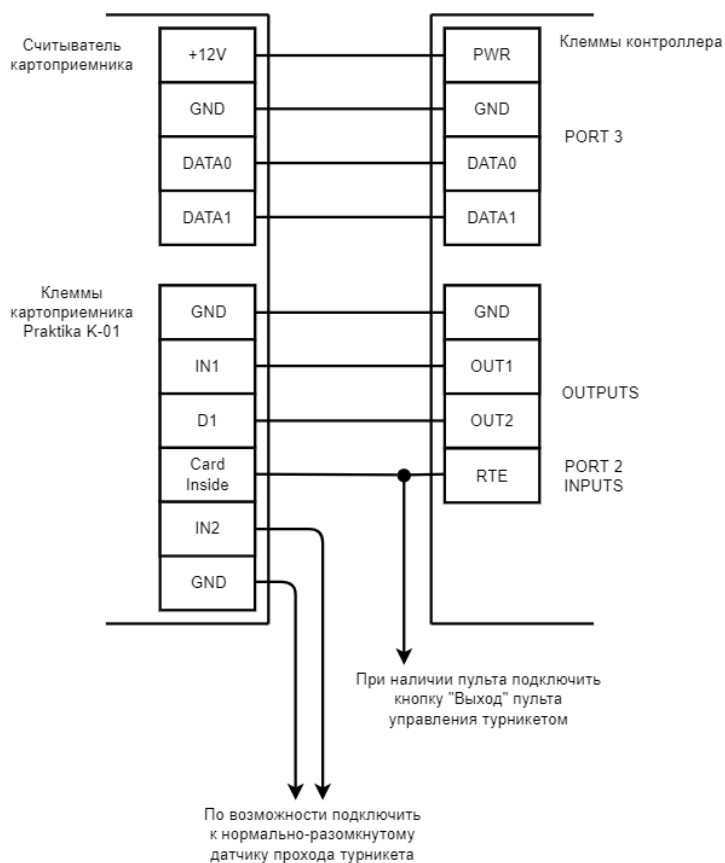 Считыватель
картоприемника
+12V
GND
DATA0
DATA1
PWR
GND
DATA0
DATA1
Клеммы контроллера
PORT 3
Клеммы
картоприемника
Praktika K-01
GND
IN1
D1
Card
Inside
IN2
GND
GND
OUT1
OUT2
RTE
OUTPUTS
PORT 2
INPUTS
При наличии пульта подключить
кнопку "Выход" пульта
управления турникетом
По возможности подключить
к нормально-разомкнутому
датчику прохода турникета